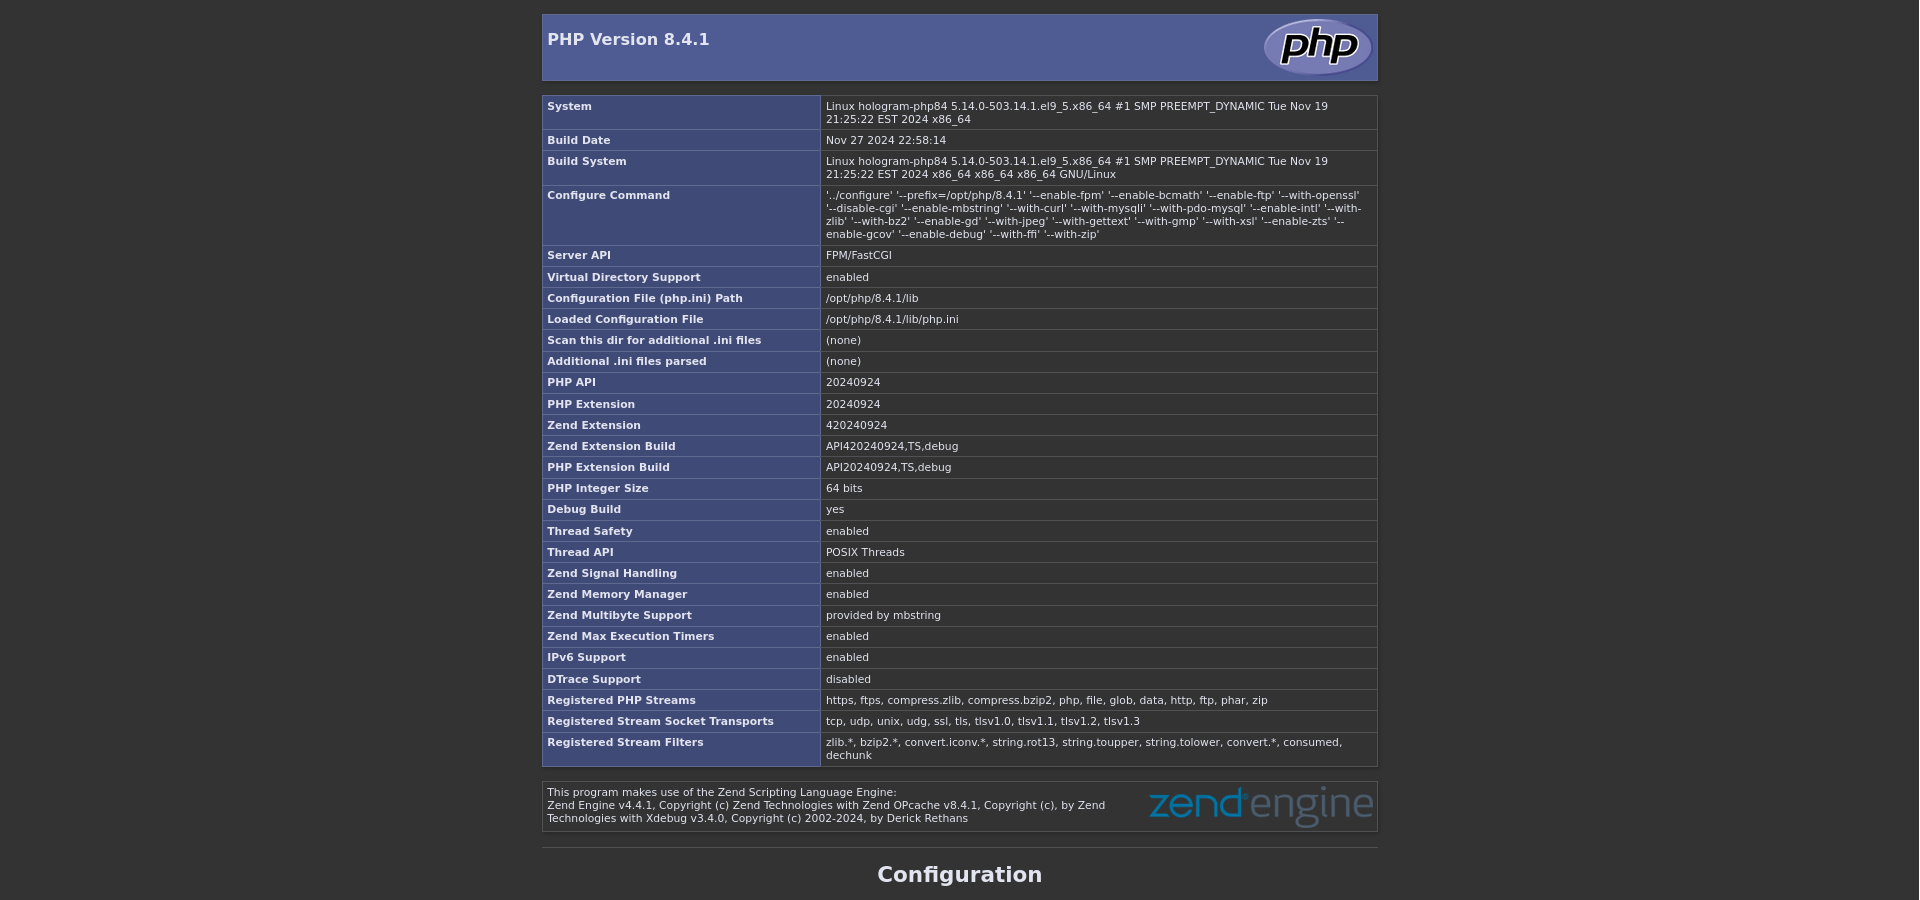 PHP Version 8.4.1
php
System
Linux hologram-php84 5.14.0-503.14.1.el9_5.x86_64 #1 SMP PREEMPT_DYNAMIC Tue Nov 19
21:25:22 EST 2024 x86_64
Build Date
Nov 27 2024 22:58:14
Build System
Linux hologram-php84 5.14.0-503.14.1.el9_5.x86_64 #1 SMP PREEMPT_DYNAMIC Tue Nov 19
21:25:22 EST 2024 x86_64 x86_64 x86_64 GNU/Linux
Configure Command
'../configure' '--prefix=/opt/php/8.4.1' '--enable-fpm' '--enable-bcmath' '--enable-ftp' '--with-openssl'
'--disable-cgi' '--enable-mbstring' '--with-curl' '--with-mysqli' '--with-pdo-mysql' '--enable-intl' '--with-
zlib' '--with-bz2' '--enable-gd' '--with-jpeg' '--with-gettext' '--with-gmp' '--with-xsl' '--enable-zts' '--
enable-gcov' '--enable-debug' '--with-ffi' '--with-zip'
Server API
FPM/FastCGI
Virtual Directory Support
enabled
Configuration File (php.ini) Path
/opt/php/8.4.1/lib
Loaded Configuration File
/opt/php/8.4.1/lib/php.ini
Scan this dir for additional .ini files
(none)
Additional .ini files parsed
(none)
PHP API
20240924
PHP Extension
20240924
Zend Extension
420240924
Zend Extension Build
API420240924,TS,debug
PHP Extension Build
API20240924,TS,debug
PHP Integer Size
64 bits
Debug Build
yes
Thread Safety
enabled
Thread API
POSIX Threads
Zend Signal Handling
enabled
Zend Memory Manager
enabled
Zend Multibyte Support
provided by mbstring
Zend Max Execution Timers
enabled
IPv6 Support
enabled
DTrace Support
disabled
Registered PHP Streams
https, ftps, compress.zlib, compress.bzip2, php, file, glob, data, http, ftp, phar, zip
Registered Stream Socket Transports
tcp, udp, unix, udg, ssl, tls, tlsv1.0, tlsv1.1, tlsv1.2, tlsv1.3
Registered Stream Filters
zlib.*, bzip2.*, convert.iconv.*, string.rot13, string.toupper, string.tolower, convert.*, consumed,
dechunk
This program makes use of the Zend Scripting Language Engine:
Zend Engine v4.4.1, Copyright (c) Zend Technologies with Zend OPcache v8.4.1, Copyright (c), by Zend
Technologies with Xdebug v3.4.0, Copyright (c) 2002-2024, by Derick Rethans
zend engine
Configuration